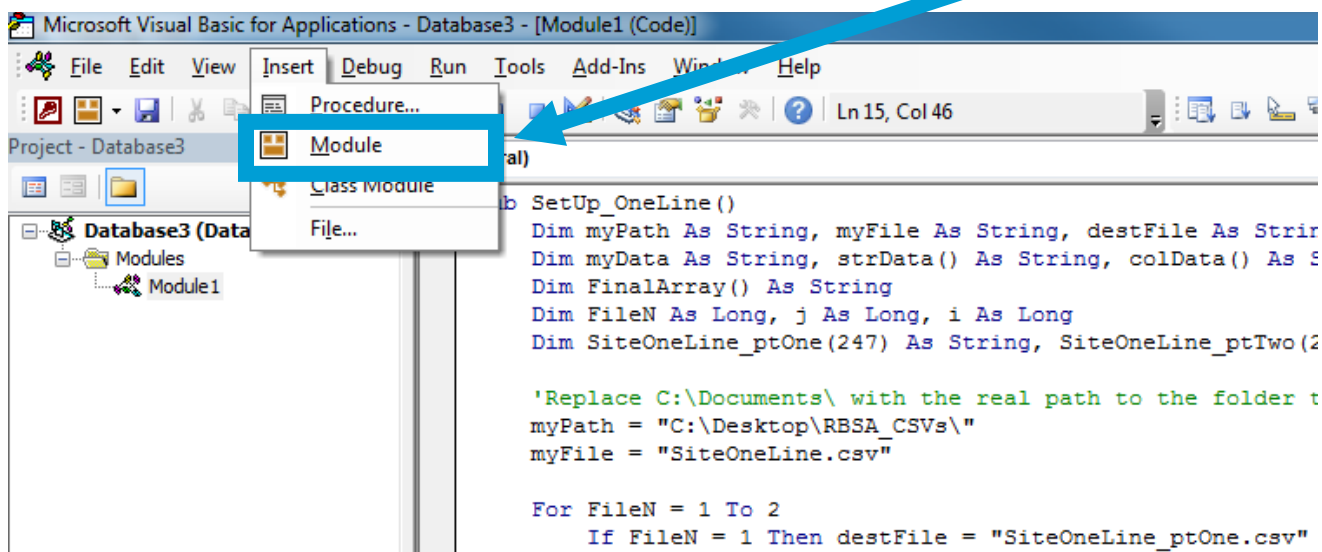 Microsoft Visual Basic for Applications - Database3 - [Module1 (Code)]
File Edit View Insert Debug Run Tools Add-Ins Help
Procedure... Ln 15, Col 46
Project - Database3 Module al)
Class Module
File...
Database3 (Data
Modules
Module1
b SetUp_OneLine()
Dim myPath As String, myFile As String, destFile As Strin
Dim myData As String, strData() As String, colData() As S
Dim FinalArray() As String
Dim FileN As Long, j As Long, i As Long
Dim SiteOneLine_ptOne(247) As String, SiteOneLine_ptTwo(2
'Replace C:\Documents\ with the real path to the folder t
myPath = "C:\Desktop\RBSA_CSVs\"
myFile = "SiteOneLine.csv"
For FileN = 1 To 2
If FileN = 1 Then destFile = "SiteOneLine_ptOne.csv"